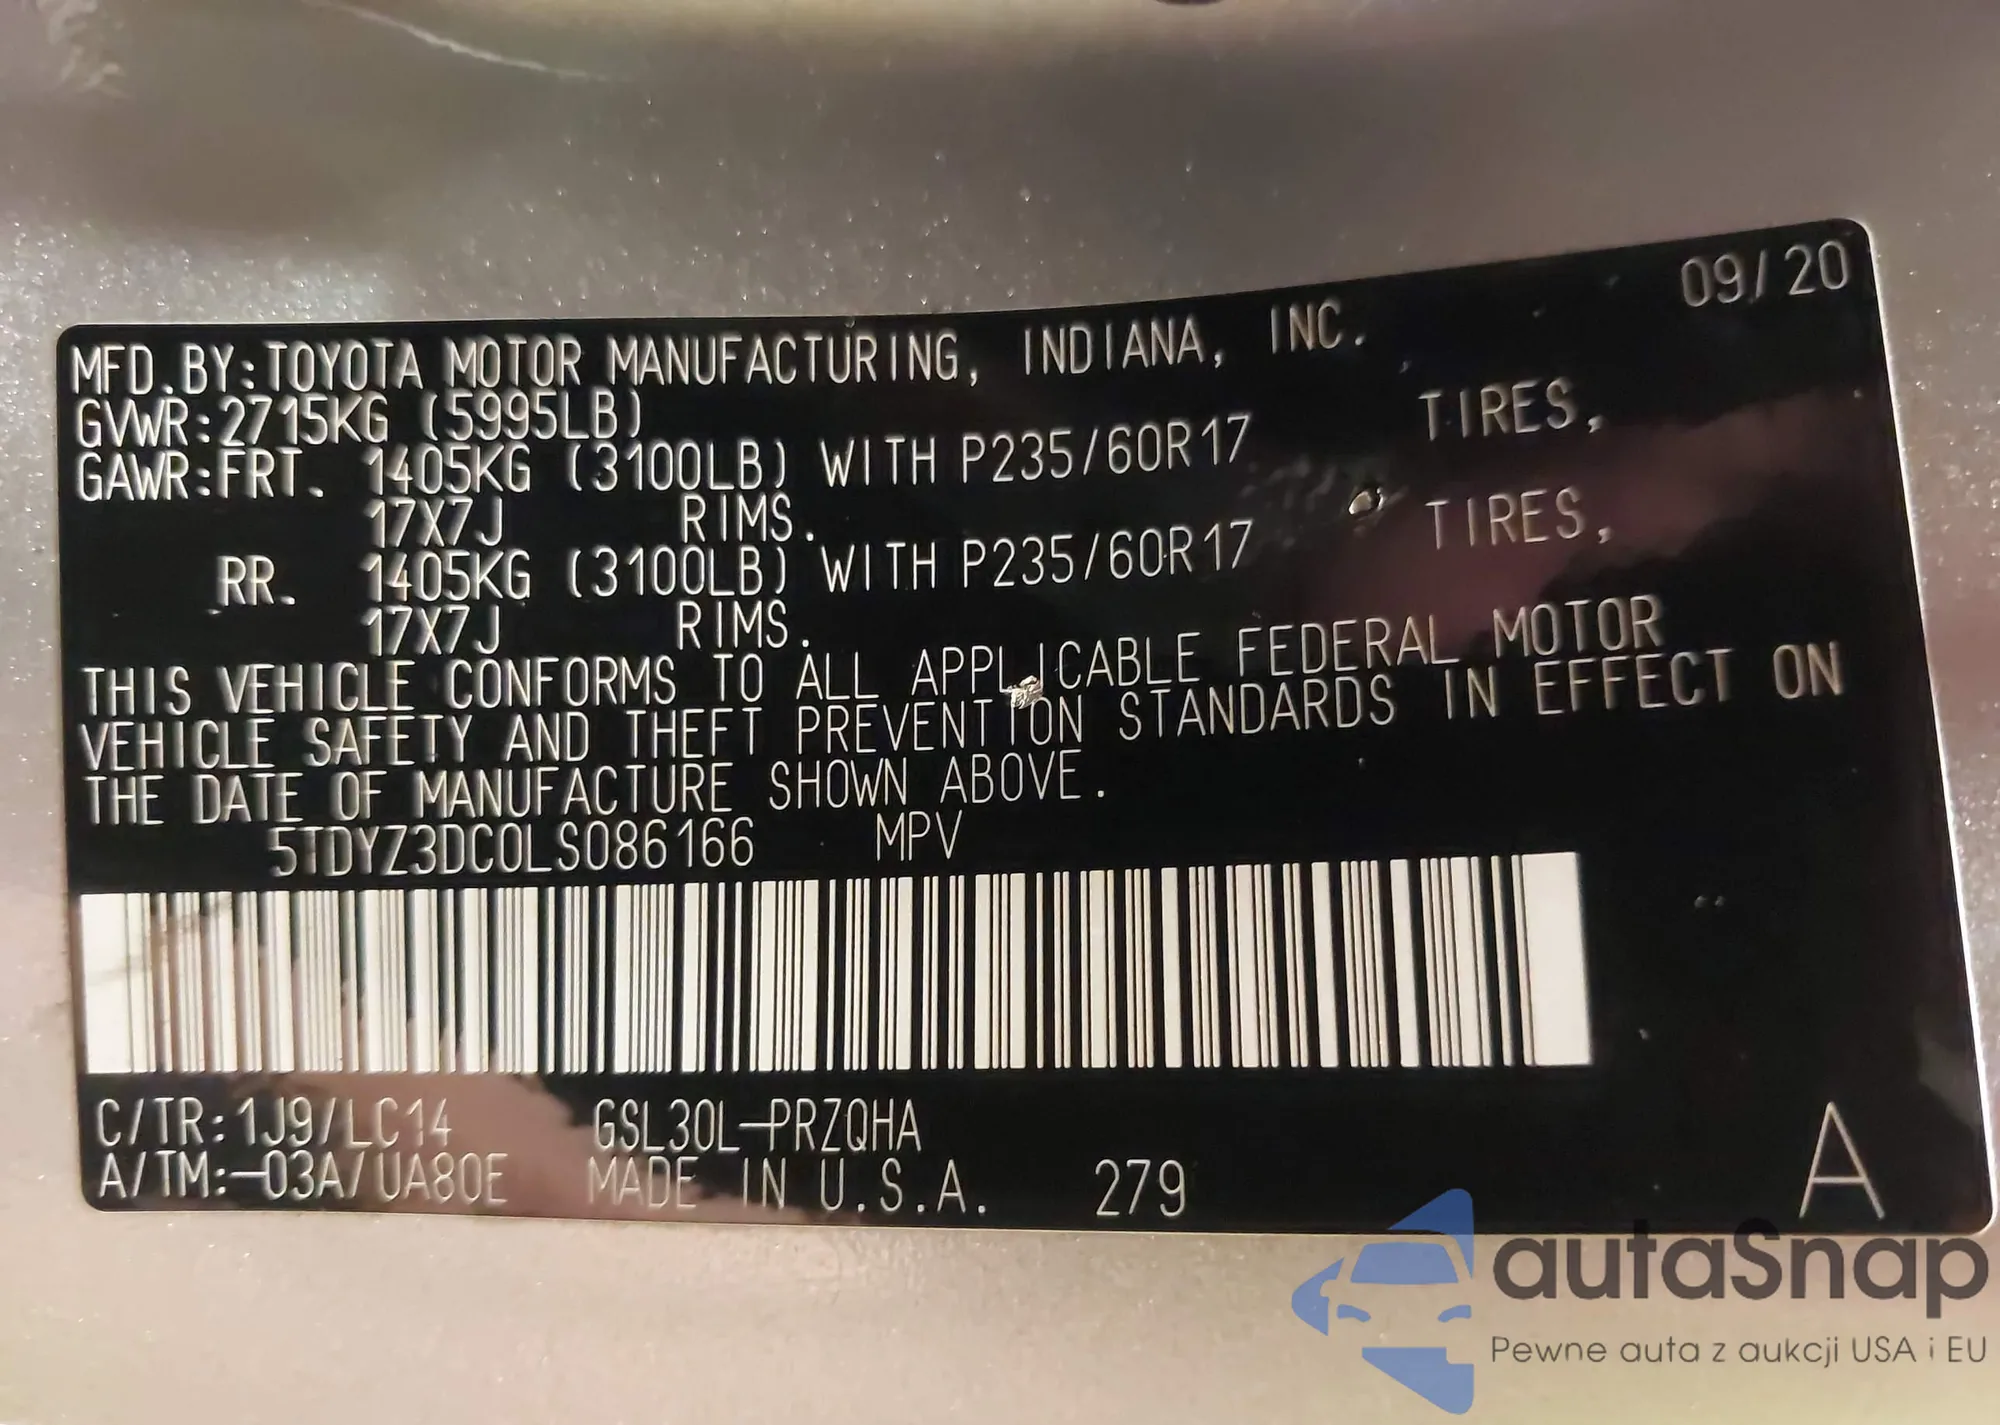 09/20
MFD.BY:TOYOTA MOTOR MANUFACTURING, INDIANA, INC.
GVWR:2715KG (5995LB)
GAWR:FRT. 1405KG (3100LB) WITH P235/60R17 TIRES,
17X7J RIMS.
RR. 1405KG (3100LB) WITH P235/60R17 TIRES,
17X7J RIMS.
THIS VEHICLE CONFORMS TO ALL APPLICABLE FEDERAL MOTOR
VEHICLE SAFETY AND THEFT PREVENTION STANDARDS IN EFFECT ON
THE DATE OF MANUFACTURE SHOWN ABOVE.
5TDYZ3DC0LS086166 MPV
C/TR:1J9/LC14 GSL30L-PRZQHA
A/TM:-03A/UA80E MADE IN U.S.A. 279 A
autaSnap
Pewne auta z aukcji USA i EU